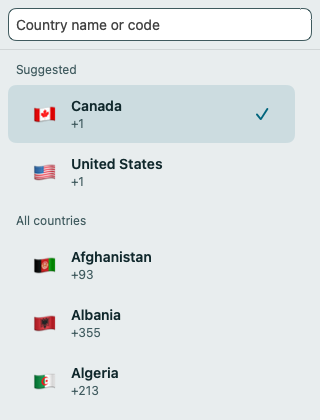 Country name or code
Suggested
Canada
+1
United States
+1
All countries
Afghanistan
+93
Albania
+355
Algeria
+213